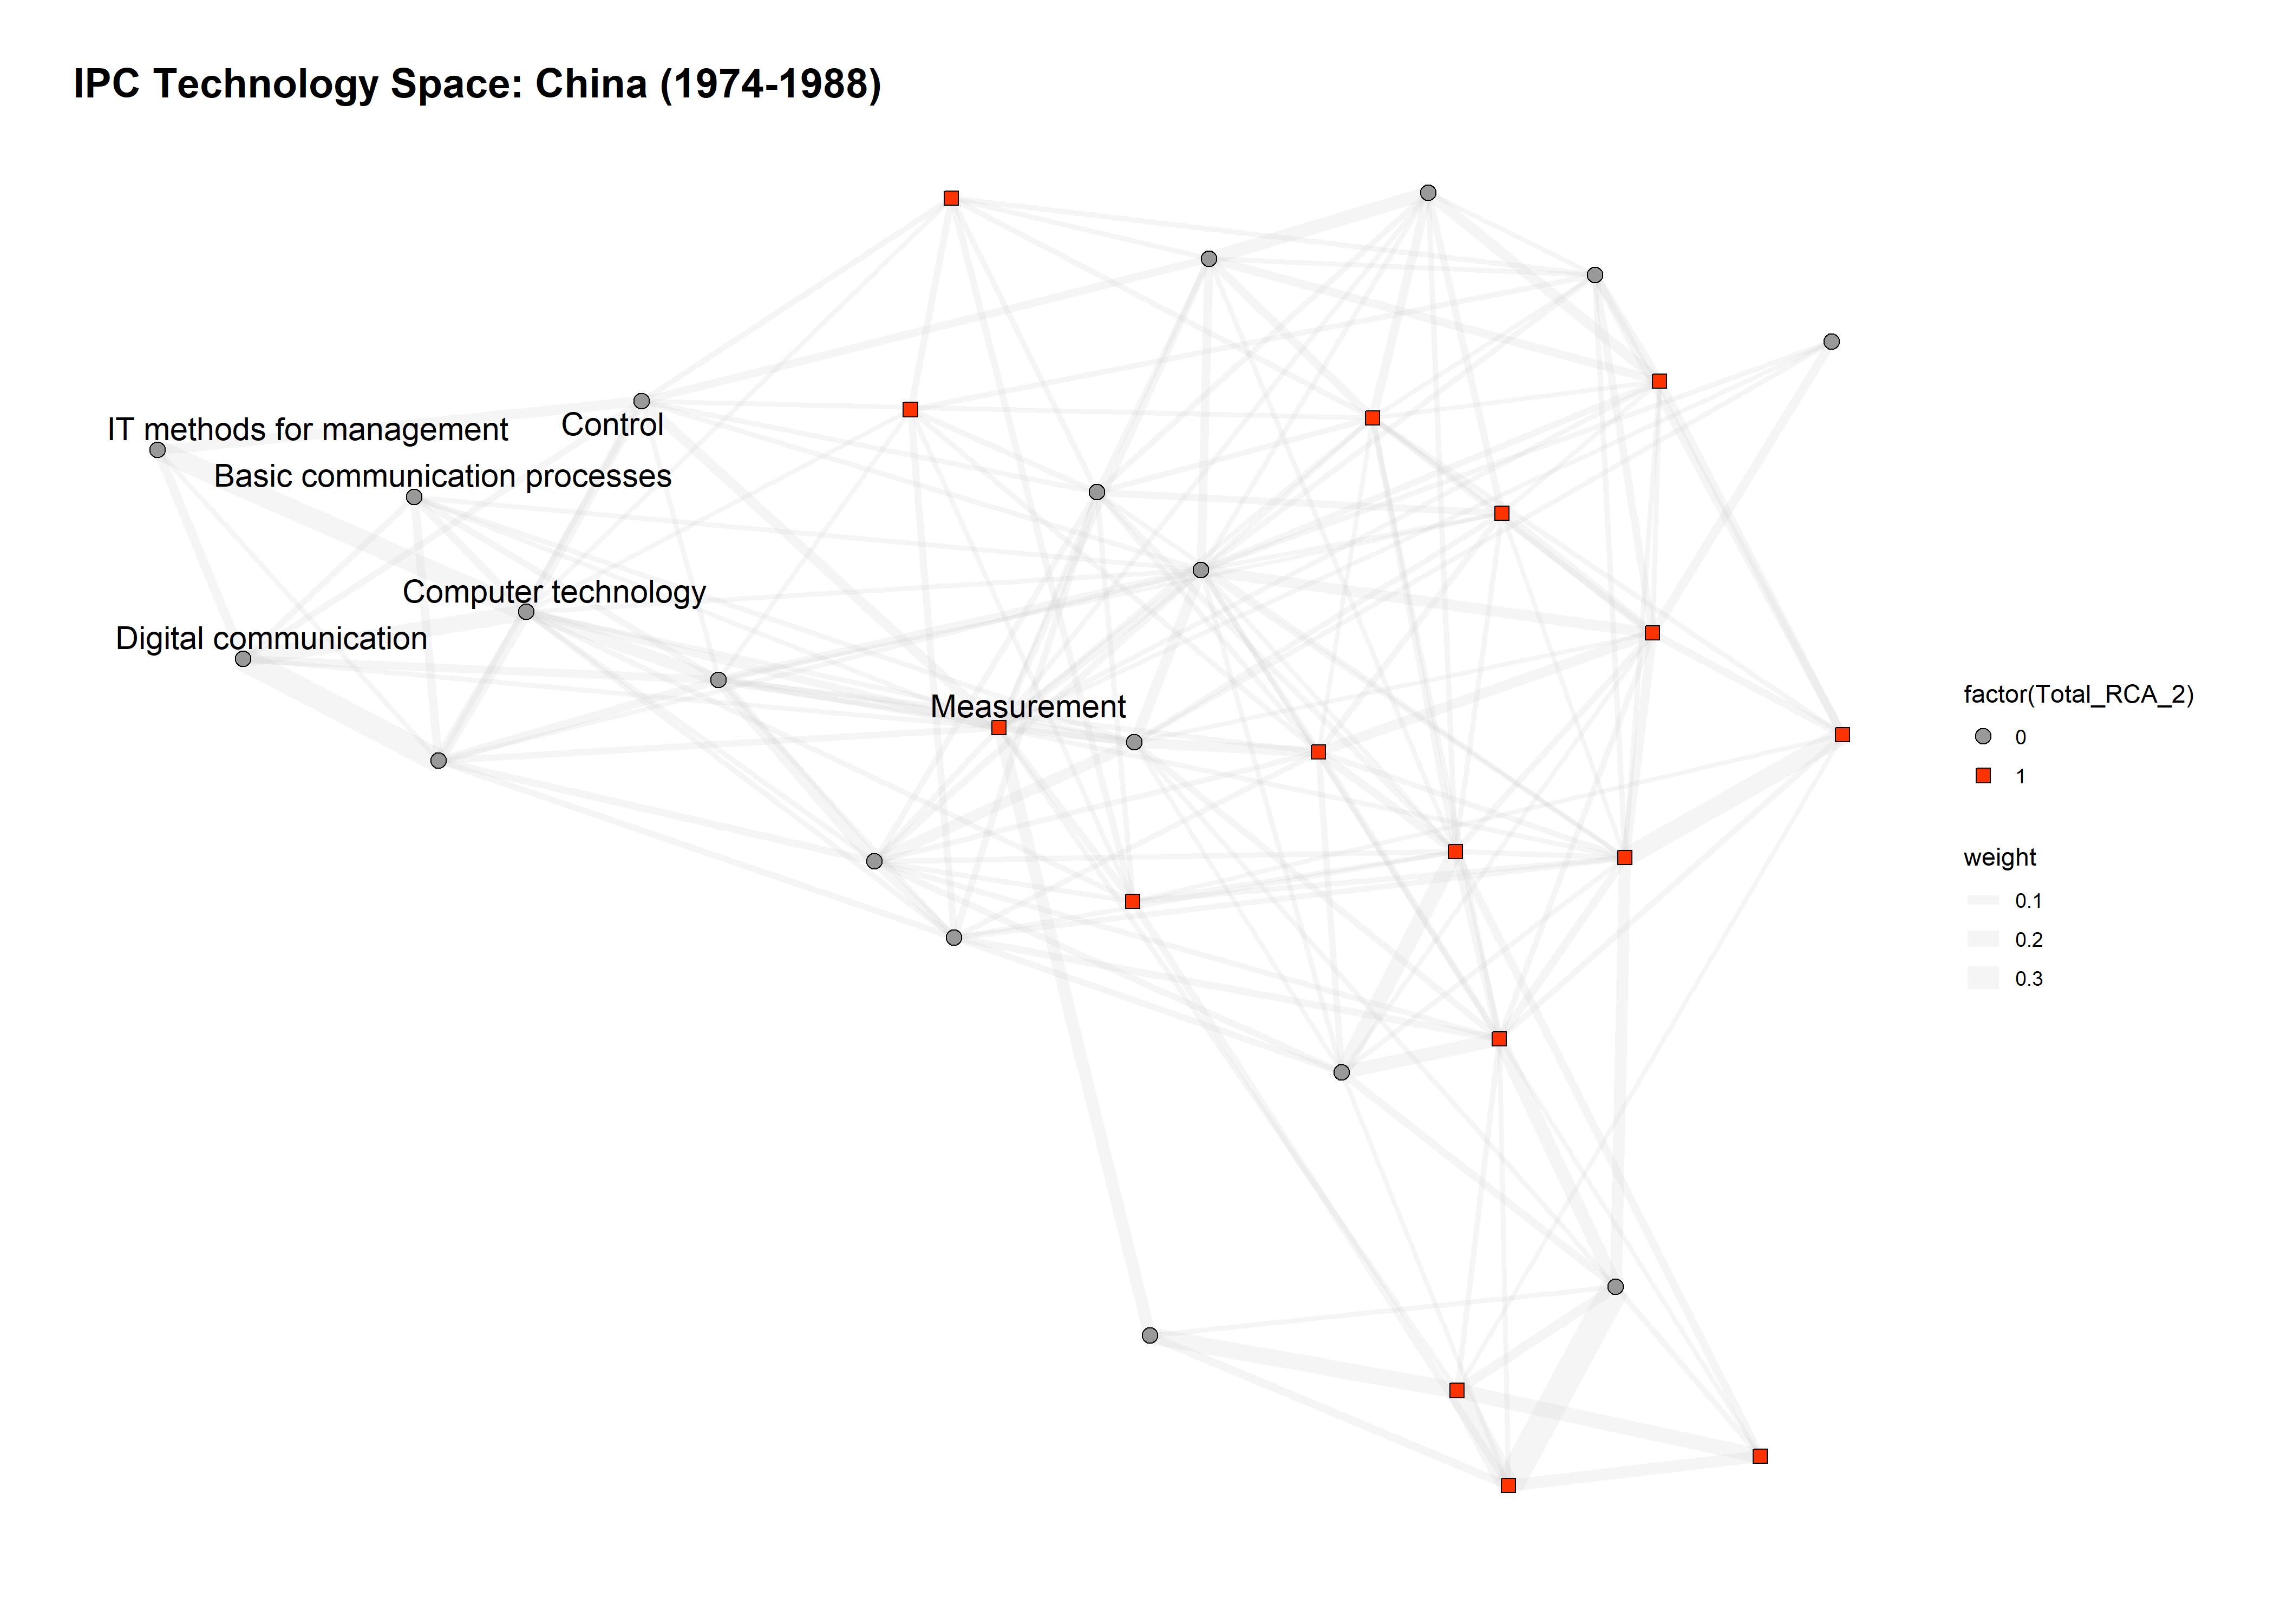 IPC Technology Space: China (1974-1988)
Control
IT methods for management
Basic communication processes
Computer technology
Digital communication
Measurement
factor(Total_RCA_2)
0
1
weight
0.1
0.2
0.3